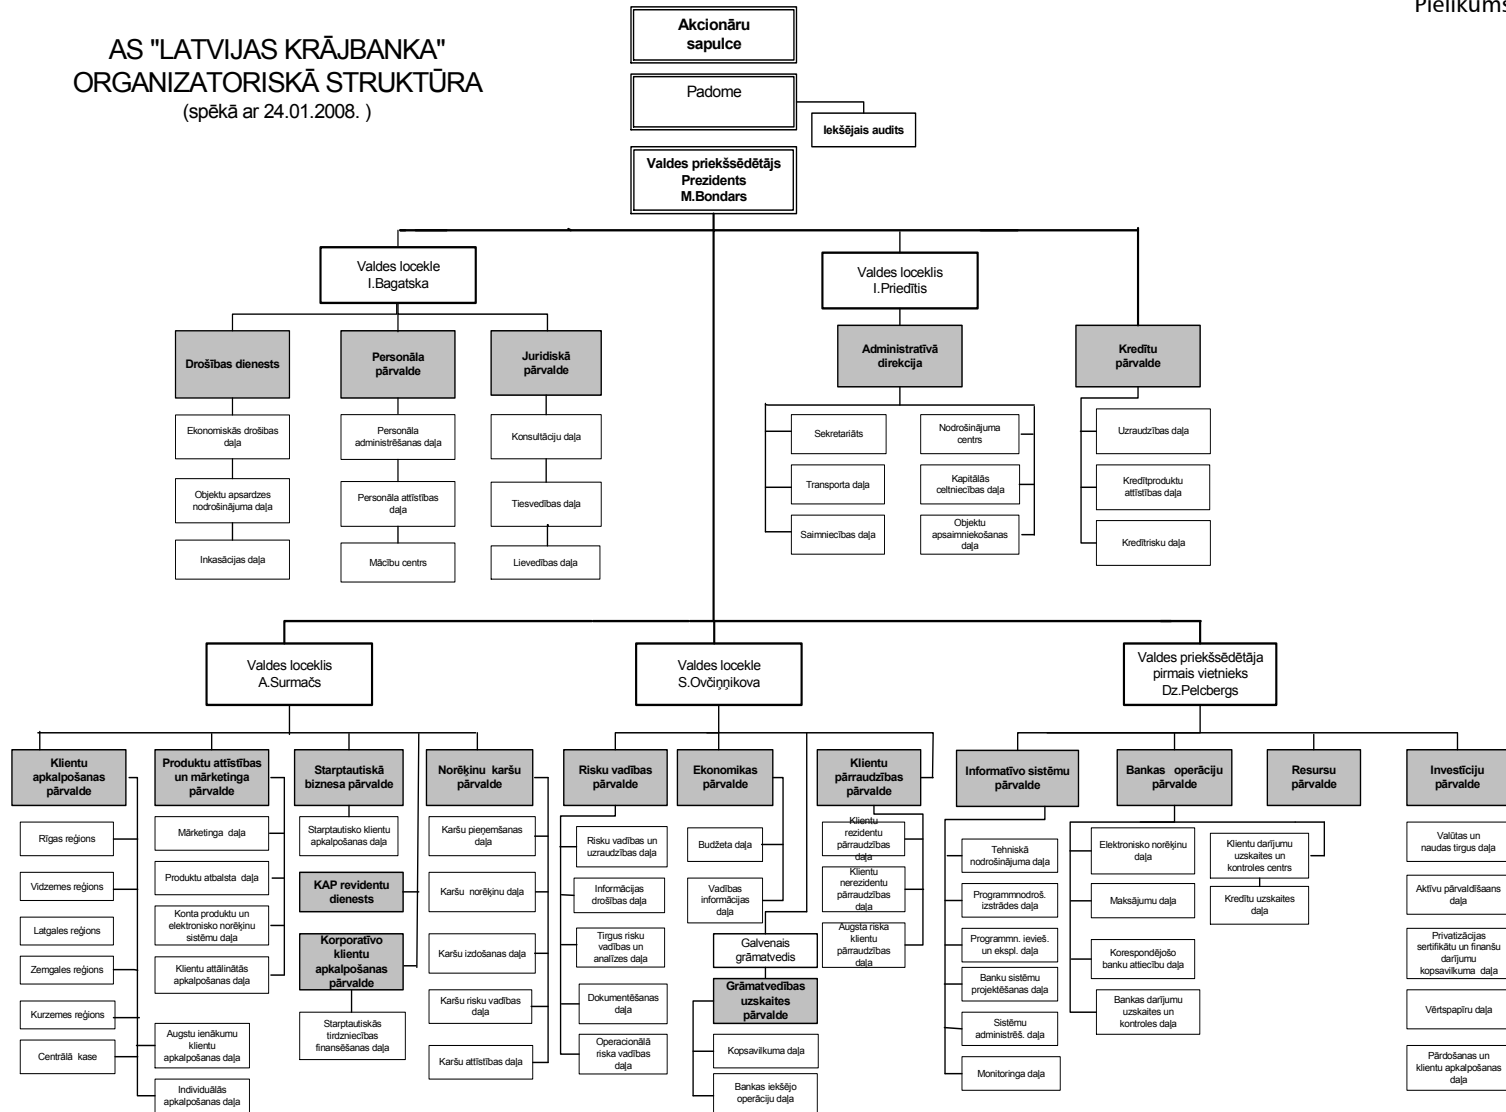 Pielikums
AS "LATVIJAS KRĀJBANKA"
ORGANIZATORISKĀ STRUKTŪRA
(spēkā ar 24.01.2008. )
Akcionāru
sapulce
Padome
Iekšējais audits
Valdes priekšsēdētājs
Prezidents
M.Bondars
Valdes locekle
I.Bagatska
Valdes loceklis
I.Priedītis
Drošības dienests
Personāla
pārvalde
Juridiskā
pārvalde
Administratīvā
direkcija
Kredītu
pārvalde
Ekonomiskās drošības
daļa
Objektu apsardzes
nodrošinājuma daļa
Inkasācijas daļa
Personāla
administrēšanas daļa
Personāla attīstības
daļa
Mācību centrs
Konsultāciju daļa
Tiesvedības daļa
Lievedības daļa
Sekretariāts
Transporta daļa
Saimniecības daļa
Nodrošinājuma
centrs
Kapitālās
celtniecības daļa
Objektu
apsaimniekošanas
daļa
Uzraudzības daļa
Kredītproduktu
attīstības daļa
Kredītrisku daļa
Valdes loceklis
A.Surmačs
Valdes locekle
S.Ovčiņņikova
Valdes priekšsēdētāja
pirmais vietnieks
Dz.Pelcbergs
Klientu
apkalpošanas
pārvalde
Rīgas reģions
Vidzemes reģions
Latgales reģions
Zemgales reģions
Kurzemes reģions
Centrālā kase
Produktu attīstības
un mārketinga
pārvalde
Mārketinga daļa
Produktu atbalsta daļa
Konta produktu un
elektronisko norēķinu
sistēmu daļa
Klientu attālinātās
apkalpošanas daļa
Augstu ienākumu
klientu
apkalpošanas daļa
Individuālās
apkalpošanas daļa
Starptautiskā
biznesa pārvalde
Starptautisko klientu
apkalpošanas daļa
KAP revidentu
dienests
Korporatīvo
klientu
apkalpošanas
pārvalde
Starptautiskās
tirdzniecības
finansēšanas daļa
Norēķinu karšu
pārvalde
Karšu pieņemšanas
daļa
Karšu norēķinu daļa
Karšu izdošanas daļa
Karšu risku vadības
daļa
Karšu attīstības daļa
Risku vadības
pārvalde
Risku vadības un
uzraudzības daļa
Informācijas
drošības daļa
Tirgus risku
vadības un
analīzes daļa
Dokumentēšanas
daļa
Operacionālā
riska vadības
daļa
Ekonomikas
pārvalde
Budžeta daļa
Vadības
informācijas
daļa
Galvenais
grāmatvedis
Grāmatvedības
uzskaites
pārvalde
Kopsavilkuma daļa
Bankas iekšējo
operāciju daļa
Klientu
pārraudzības
pārvalde
Klientu
rezidentu
pārraudzības
daļa
Klientu
nerezidentu
pārraudzības
daļa
Augsta riska
klientu
pārraudzības
daļa
Informatīvo sistēmu
pārvalde
Tehniskā
nodrošinājuma daļa
Programmnodroš.
izstrādes daļa
Programmn. ievieš.
un ekspl. daļa
Banku sistēmu
projektēšanas daļa
Sistēmu
administrēš. daļa
Monitoringa daļa
Bankas operāciju
pārvalde
Elektronisko norēķinu
daļa
Maksājumu daļa
Korespondējošo
banku attiecību daļa
Bankas darījumu
uzskaites un
kontroles daļa
Klientu darījumu
uzskaites un
kontroles centrs
Kredītu uzskaites
daļa
Resursu
pārvalde
Investīciju
pārvalde
Valūtas un
naudas tirgus daļa
Aktīvu pārvaldīšaans
daļa
Privatizācijas
sertifikātu un finanšu
darījumu
kopsavilkuma daļa
Vērtspapīru daļa
Pārdošanas un
klientu apkalpošanas
daļa